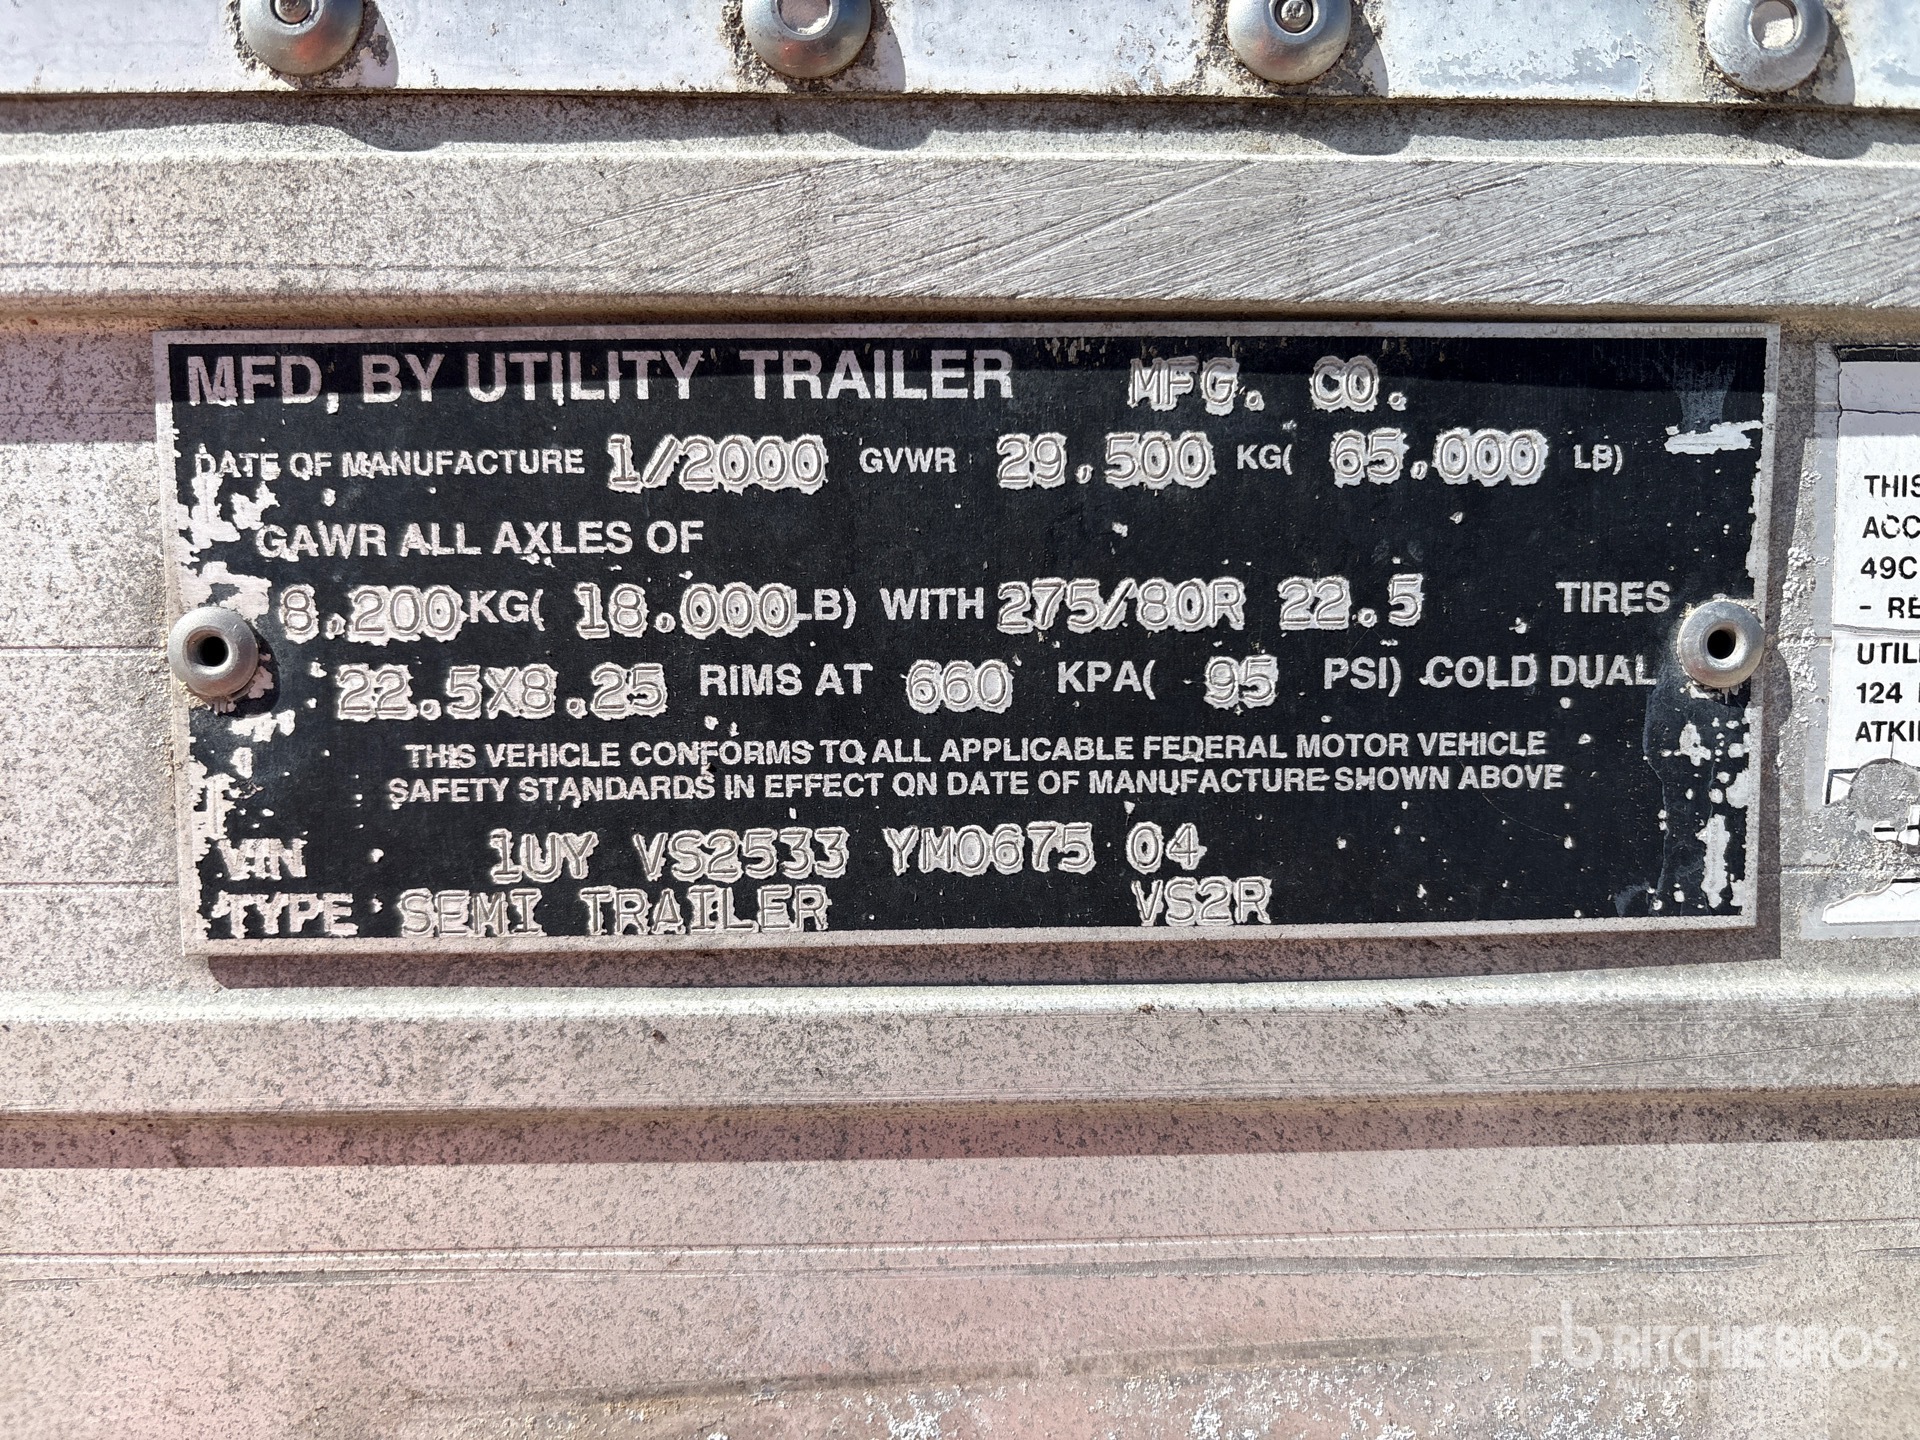 MFD. BY UTILITY TRAILER MFG. CO.
DATE OF MANUFACTURE 1/2000 GVWR 29.500 KG( 65.000 LB)
GAWR ALL AXLES OF
8.200 KG( 18.000 LB) WITH 275/80R 22.5 TIRES
22.5X8.25 RIMS AT 660 KPA( 95 PSI) COLD DUAL
THIS VEHICLE CONFORMS TO ALL APPLICABLE FEDERAL MOTOR VEHICLE
SAFETY STANDARDS IN EFFECT ON DATE OF MANUFACTURE SHOWN ABOVE
VIN 1UY VS2533 YM0675 04
TYPE SEMI TRAILER VS2R
THIS
ACC
49C
- RE
UTIL
124
ATKI
rb RITCHIE BROS.